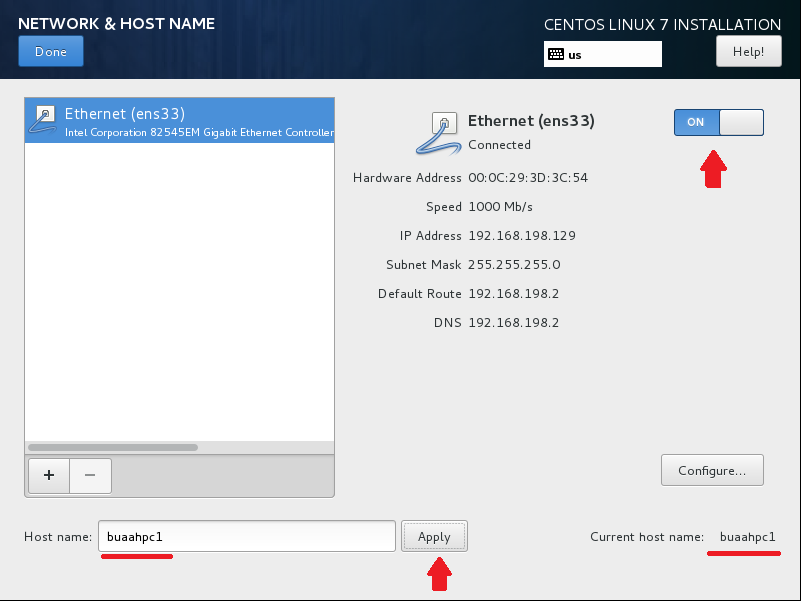 NETWORK & HOST NAME
CENTOS LINUX 7 INSTALLATION
Done
us
Help!
Ethernet (ens33)
Intel Corporation 82545EM Gigabit Ethernet Controller
Ethernet (ens33)
Connected
ON
Hardware Address 00:0C:29:3D:3C:54
Speed 1000 Mb/s
IP Address 192.168.198.129
Subnet Mask 255.255.255.0
Default Route 192.168.198.2
DNS 192.168.198.2
+ −
Configure...
Host name: buaahpc1 Apply
Current host name: buaahpc1